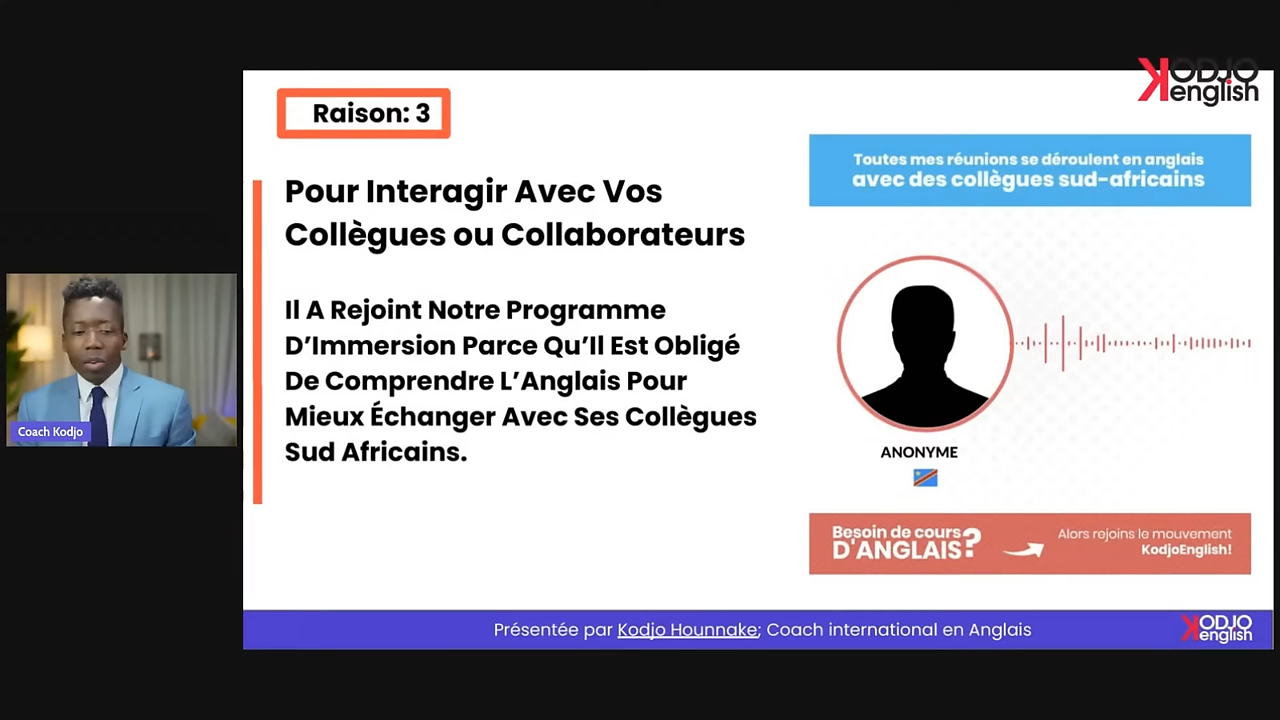 KODJO
english
Raison: 3
Toutes mes réunions se déroulent en anglais
avec des collègues sud-africains
Pour Interagir Avec Vos
Collègues ou Collaborateurs
Il A Rejoint Notre Programme
D’Immersion Parce Qu’Il Est Obligé
De Comprendre L’Anglais Pour
Mieux Échanger Avec Ses Collègues
Sud Africains.
Coach Kodjo
ANONYME
Besoin de cours
D'ANGLAIS?
Alors rejoins le mouvement
KodjoEnglish!
Présentée par Kodjo Hounnake; Coach international en Anglais
KODJO
english